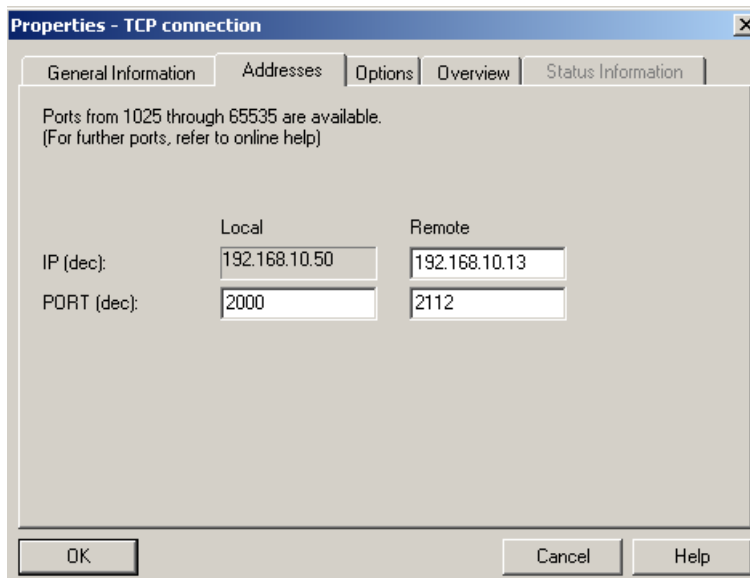 Properties - TCP connection
General Information Addresses Options Overview Status Information
Ports from 1025 through 65535 are available.
(For further ports, refer to online help)
Local Remote
IP (dec): 192.168.10.50 192.168.10.13
PORT (dec): 2000 2112
OK Cancel Help